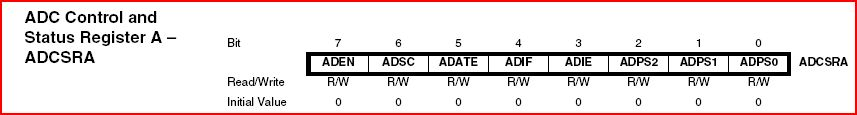 ADC Control and
Status Register A –
ADCSRA
Bit 7 6 5 4 3 2 1 0
ADEN ADSC ADATE ADIF ADIE ADPS2 ADPS1 ADPS0 ADCSRA
Read/Write R/W R/W R/W R/W R/W R/W R/W R/W
Initial Value 0 0 0 0 0 0 0 0